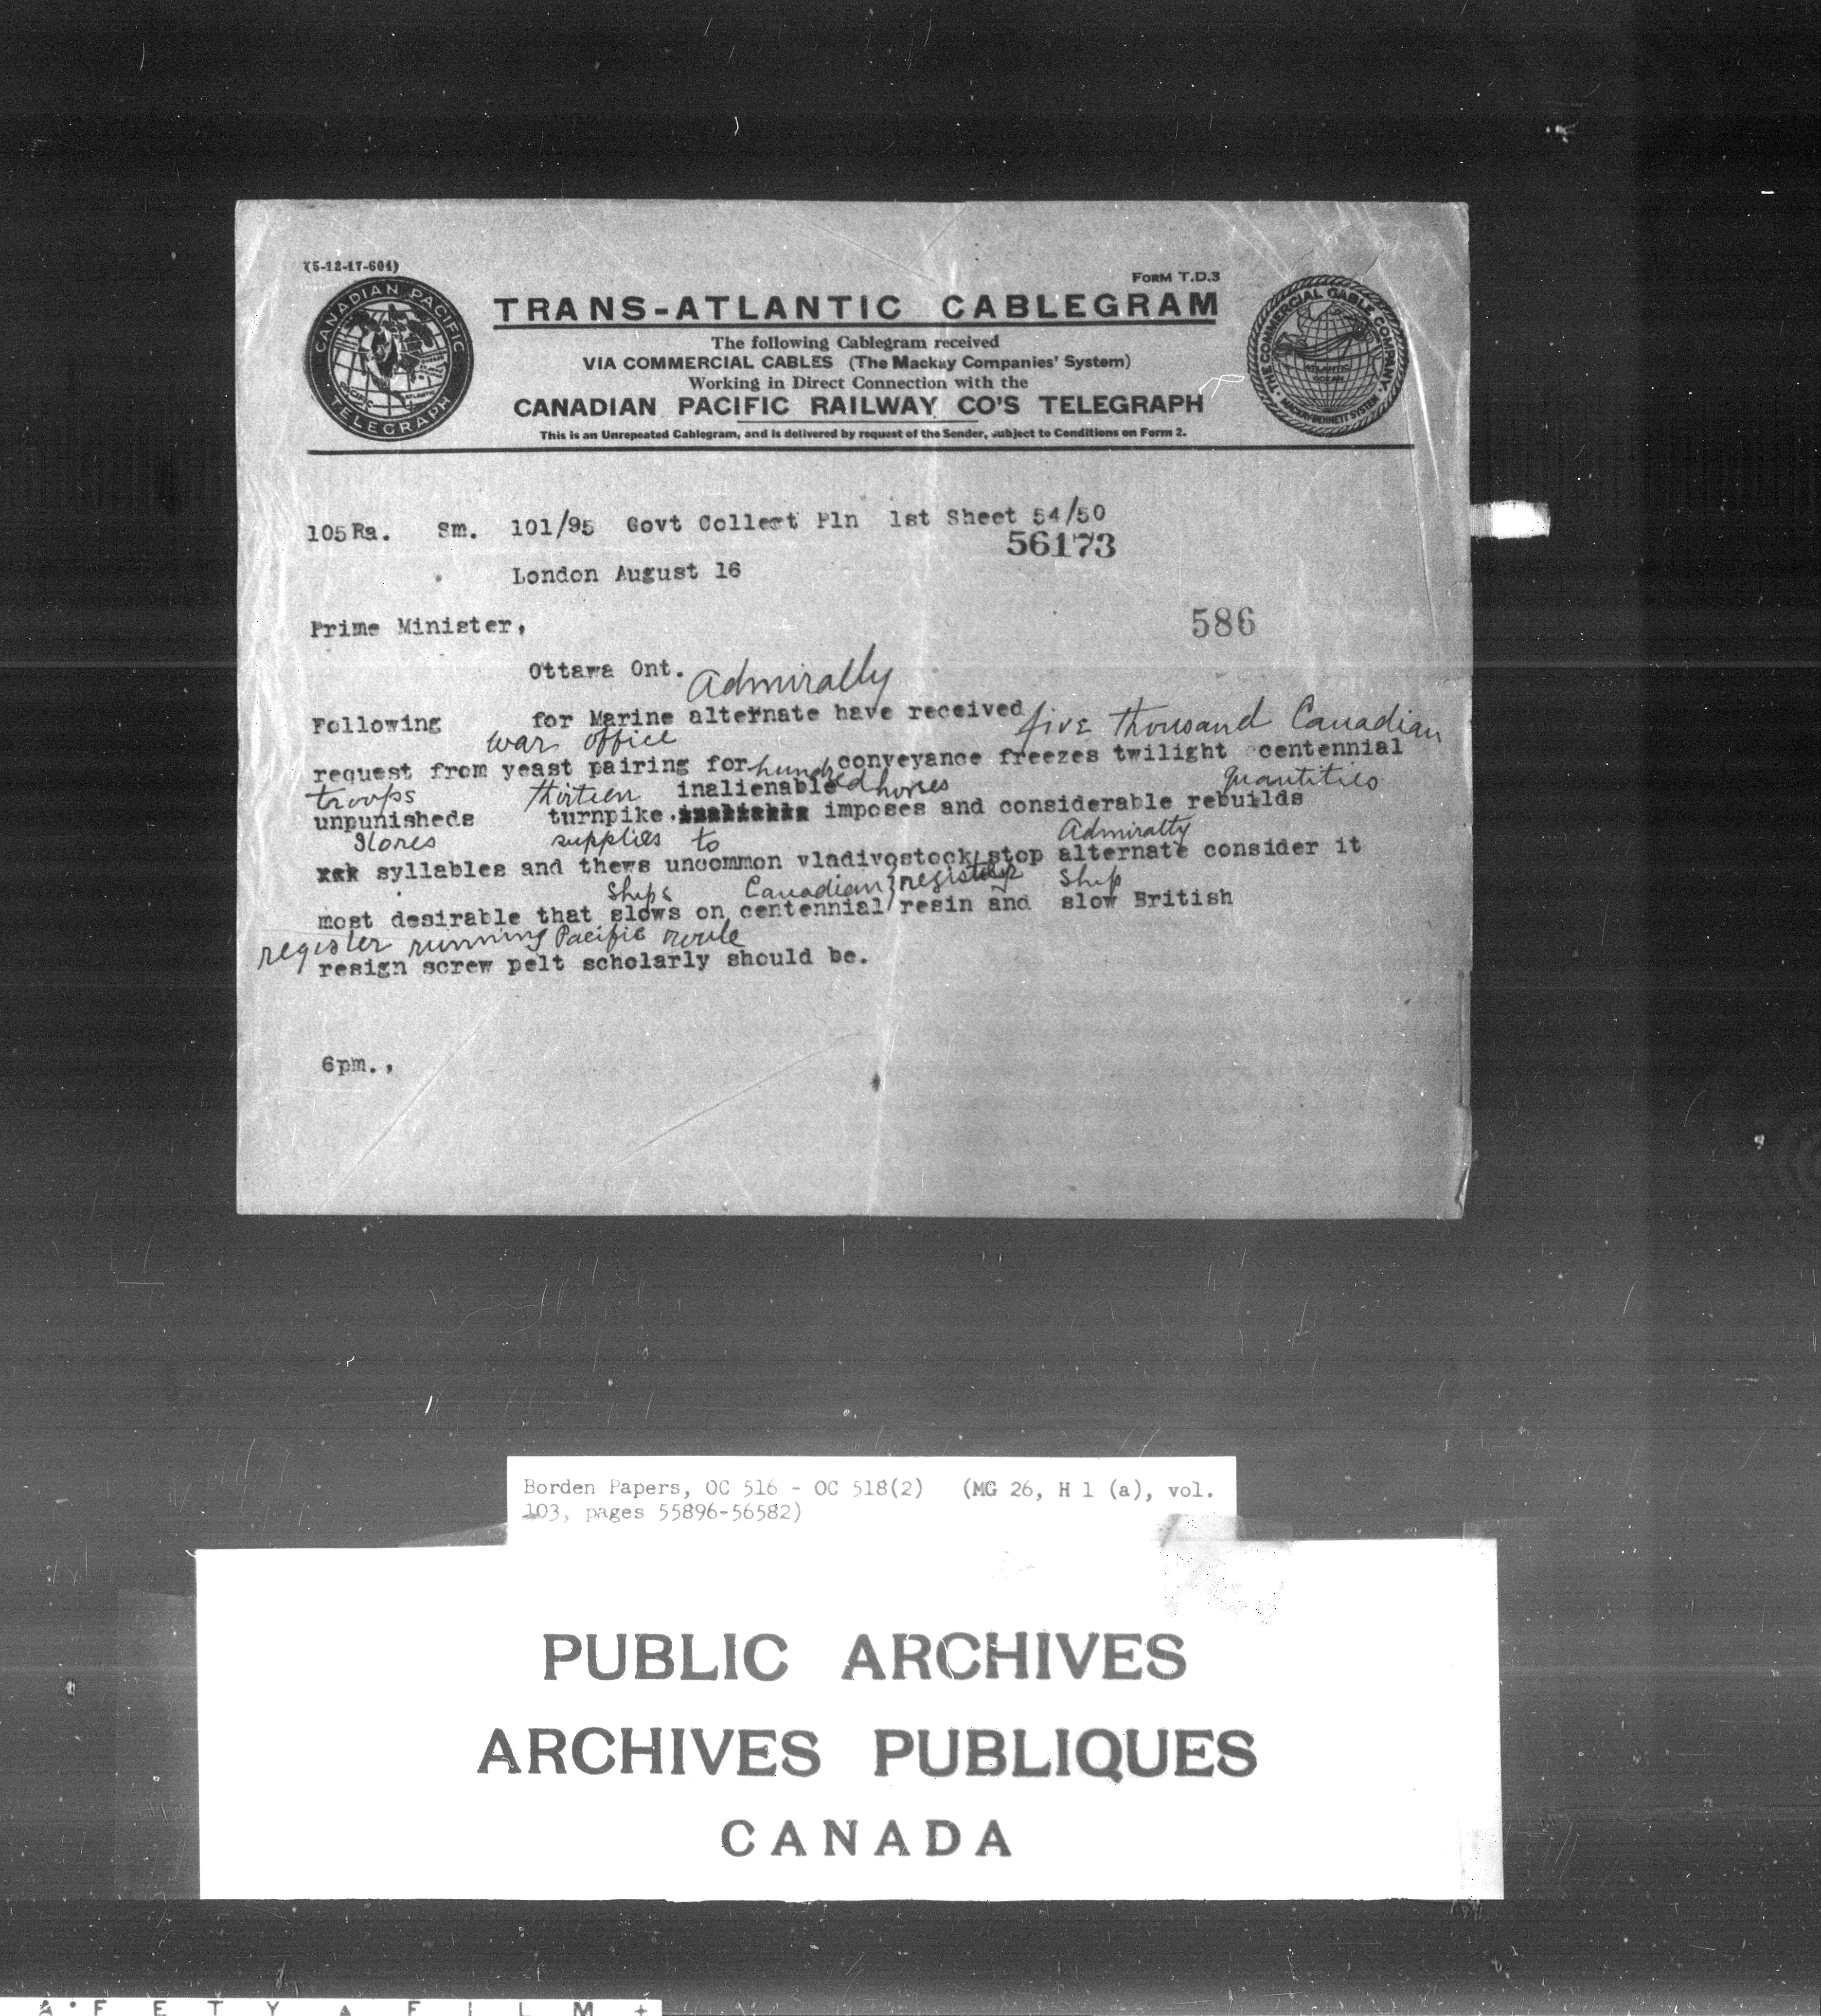 (5-12-17-604)
FORM T.D.3
CANADIAN PACIFIC TELEGRAPH
TRANS-ATLANTIC CABLEGRAM
THE COMMERCIAL CABLE COMPANY.
ATLANTIC OCEAN
MACKAY-BENNETT SYSTEM
The following Cablegram received
VIA COMMERCIAL CABLES (The Mackay Companies' System)
Working in Direct Connection with the
CANADIAN PACIFIC RAILWAY CO'S TELEGRAPH
This is an Unrepeated Cablegram, and is delivered by request of the Sender, subject to Conditions on Form 2.
105 Ra. Sm. 101/95 Govt Collect Pln 1st Sheet 54/50
56173
London August 16
Prime Minister,
586
Ottawa Ont.
Admiralty
Following for Marine alternate have received
war office five thousand Canadian
request from yeast pairing for conveyance freezes twilight centennial
troops thirteen hundred horses quantities
inalienable
unpunisheds turnpike imposes and considerable rebuilds
stores supplies to Admiralty
syllables and thews uncommon vladivostock stop alternate consider it
ships Canadian register ship
most desirable that slows on centennial resin and slow British
register running Pacific route
resign screw pelt scholarly should be.
6pm.,
Borden Papers, OC 516 - OC 518(2) (MG 26, H 1 (a), vol.
103, pages 55896-56582)
PUBLIC ARCHIVES
ARCHIVES PUBLIQUES
CANADA
A • F E T Y A F I L M +